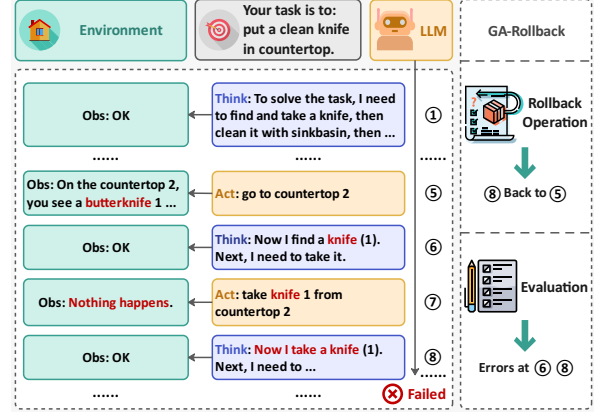 Environment
Your task is to:
put a clean knife
in countertop.
LLM
GA-Rollback
Obs: OK
Think: To solve the task, I need
to find and take a knife, then
clean it with sinkbasin, then ...
①
......
......
......
Obs: On the countertop 2,
you see a butterknife 1 ...
Act: go to countertop 2
⑤
Obs: OK
Think: Now I find a knife (1).
Next, I need to take it.
⑥
Obs: Nothing happens.
Act: take knife 1 from
countertop 2
⑦
Obs: OK
Think: Now I take a knife (1).
Next, I need to ...
⑧
......
......
......
Failed
Rollback
Operation
⑧ Back to ⑤
Evaluation
Errors at ⑥ ⑧